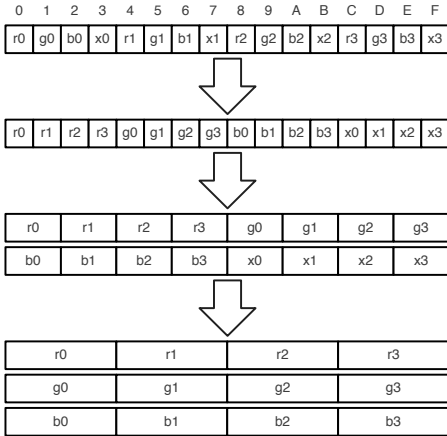 0 1 2 3 4 5 6 7 8 9 A B C D E F
r0 g0 b0 x0 r1 g1 b1 x1 r2 g2 b2 x2 r3 g3 b3 x3
r0 r1 r2 r3 g0 g1 g2 g3 b0 b1 b2 b3 x0 x1 x2 x3
r0 r1 r2 r3 g0 g1 g2 g3
b0 b1 b2 b3 x0 x1 x2 x3
r0 r1 r2 r3
g0 g1 g2 g3
b0 b1 b2 b3